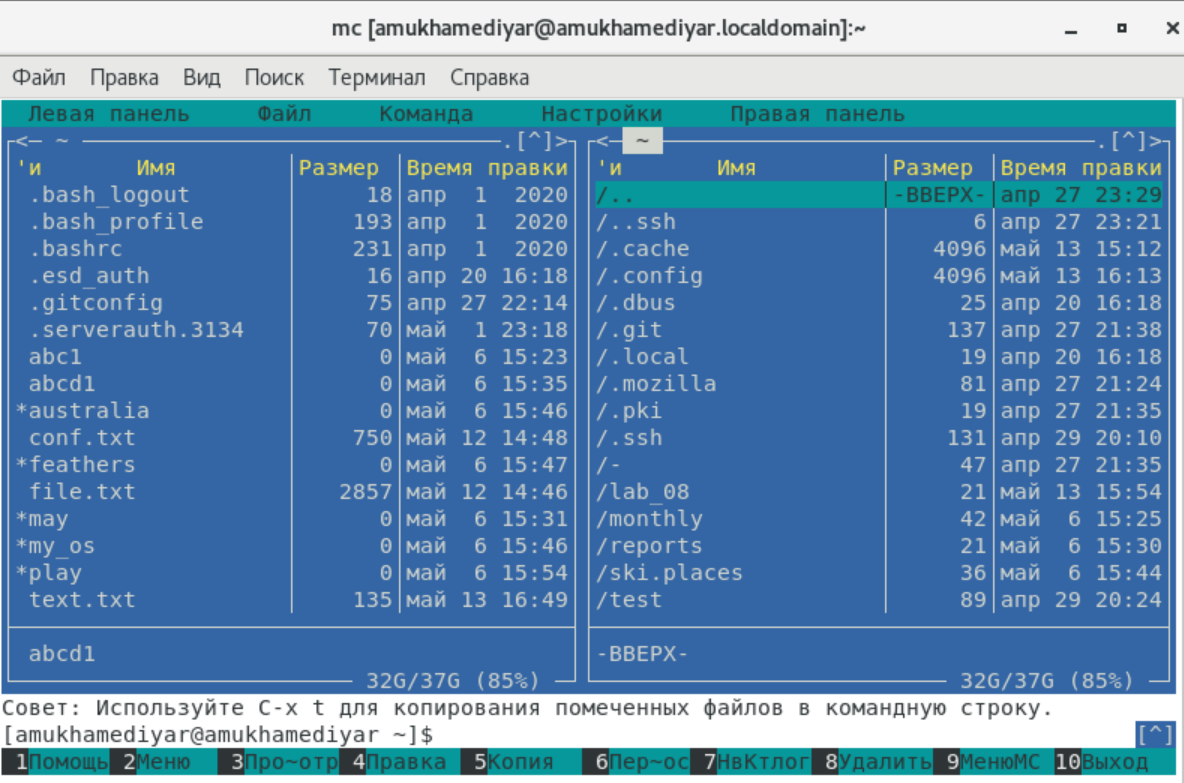 mc [amukhamediyar@amukhamediyar.localdomain]:~
Файл Правка Вид Поиск Терминал Справка
Левая панель Файл Команда Настройки Правая панель
<— ~ .[^]> <— ~ .[^]>
'и Имя Размер Время правки 'и Имя Размер Время правки
.bash_logout 18 апр 1 2020 /.. -ВВЕРХ- апр 27 23:29
.bash_profile 193 апр 1 2020 /..ssh 6 апр 27 23:21
.bashrc 231 апр 1 2020 /.cache 4096 май 13 15:12
.esd_auth 16 апр 20 16:18 /.config 4096 май 13 16:13
.gitconfig 75 апр 27 22:14 /.dbus 25 апр 20 16:18
.serverauth.3134 70 май 1 23:18 /.git 137 апр 27 21:38
abc1 0 май 6 15:23 /.local 19 апр 20 16:18
abcd1 0 май 6 15:35 /.mozilla 81 апр 27 21:24
*australia 0 май 6 15:46 /.pki 19 апр 27 21:35
conf.txt 750 май 12 14:48 /.ssh 131 апр 29 20:10
*feathers 0 май 6 15:47 /- 47 апр 27 21:35
file.txt 2857 май 12 14:46 /lab_08 21 май 13 15:54
*may 0 май 6 15:31 /monthly 42 май 6 15:25
*my_os 0 май 6 15:46 /reports 21 май 6 15:30
*play 0 май 6 15:54 /ski.places 36 май 6 15:44
text.txt 135 май 13 16:49 /test 89 апр 29 20:24
abcd1 -ВВЕРХ-
32G/37G (85%) 32G/37G (85%)
Совет: Используйте C-x t для копирования помеченных файлов в командную строку.
[amukhamediyar@amukhamediyar ~]$ [^]
1Помощь 2Меню 3Про~отр 4Правка 5Копия 6Пер~ос 7НвКтлог 8Удалить 9МенюМС 10Выход